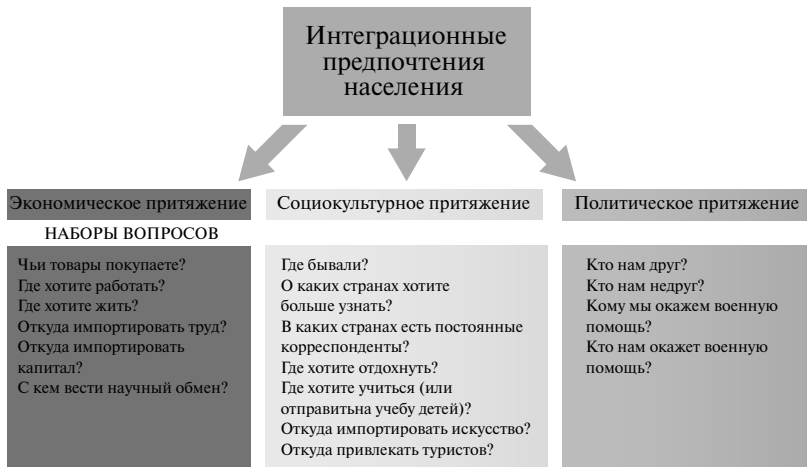 Интеграционные
предпочтения
населения
Экономическое притяжение
Социокультурное притяжение
Политическое притяжение
НАБОРЫ ВОПРОСОВ
Чьи товары покупаете?
Где хотите работать?
Где хотите жить?
Откуда импортировать труд?
Откуда импортировать
капитал?
С кем вести научный обмен?
Где бывали?
О каких странах хотите
больше узнать?
В каких странах есть постоянные
корреспонденты?
Где хотите отдохнуть?
Где хотите учиться (или
отправитьна учебу детей)?
Откуда импортировать искусство?
Откуда привлекать туристов?
Кто нам друг?
Кто нам недруг?
Кому мы окажем военную
помощь?
Кто нам окажет военную
помощь?